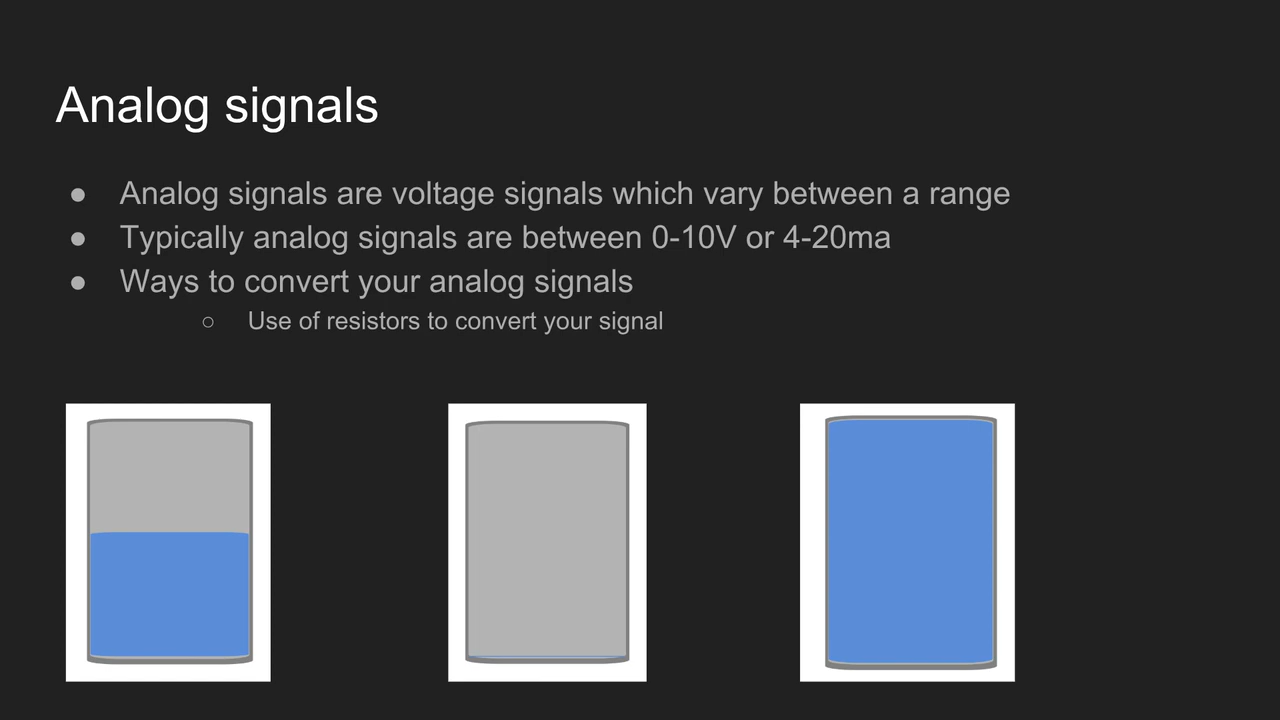 Analog signals
● Analog signals are voltage signals which vary between a range
● Typically analog signals are between 0-10V or 4-20ma
● Ways to convert your analog signals
○ Use of resistors to convert your signal